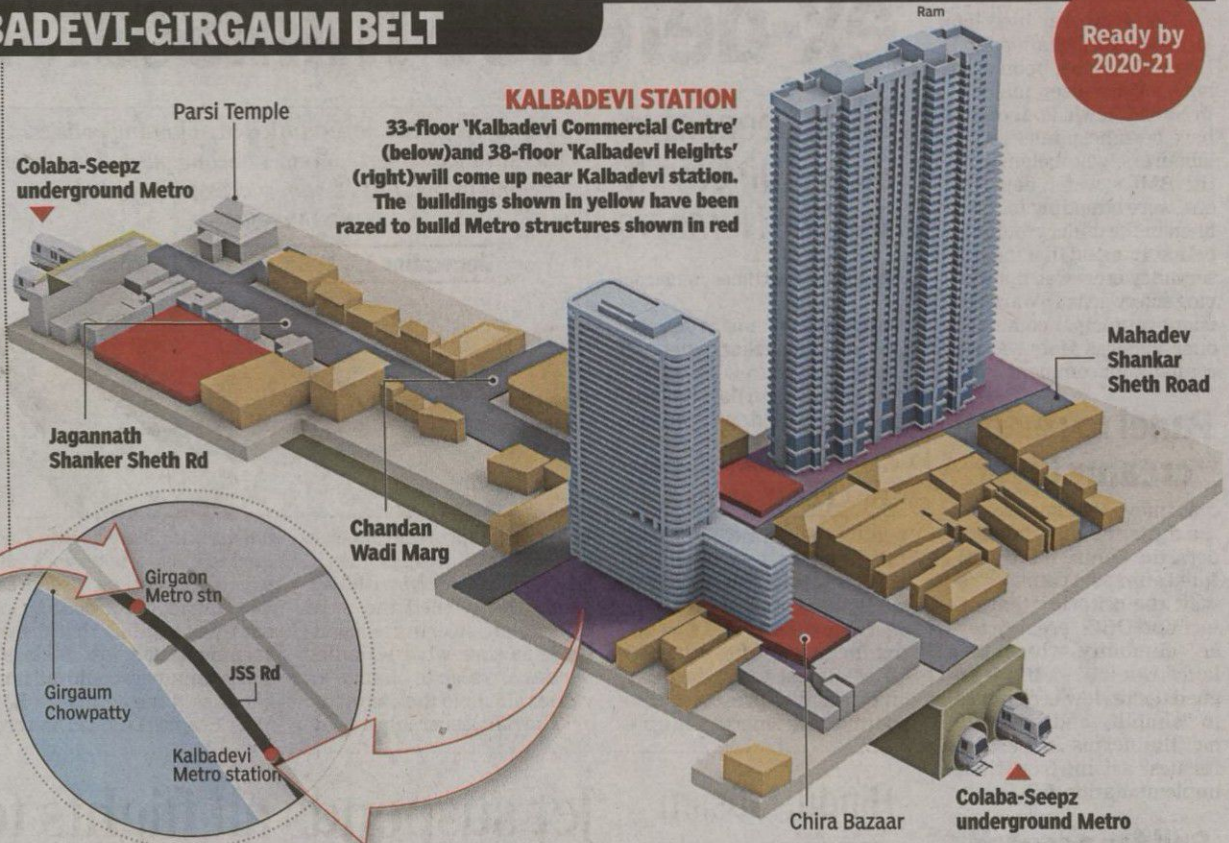 BADEVI-GIRGAUM BELT
Ram
Ready by
2020-21
Parsi Temple
KALBADEVI STATION
33-floor 'Kalbadevi Commercial Centre'
(below)and 38-floor 'Kalbadevi Heights'
(right)will come up near Kalbadevi station.
The buildings shown in yellow have been
razed to build Metro structures shown in red
Colaba-Seepz
underground Metro
Mahadev
Shankar
Sheth Road
Jagannath
Shanker Sheth Rd
Chandan
Wadi Marg
Girgaon
Metro stn
JSS Rd
Girgaum
Chowpatty
Kalbadevi
Metro station
Chira Bazaar
Colaba-Seepz
underground Metro